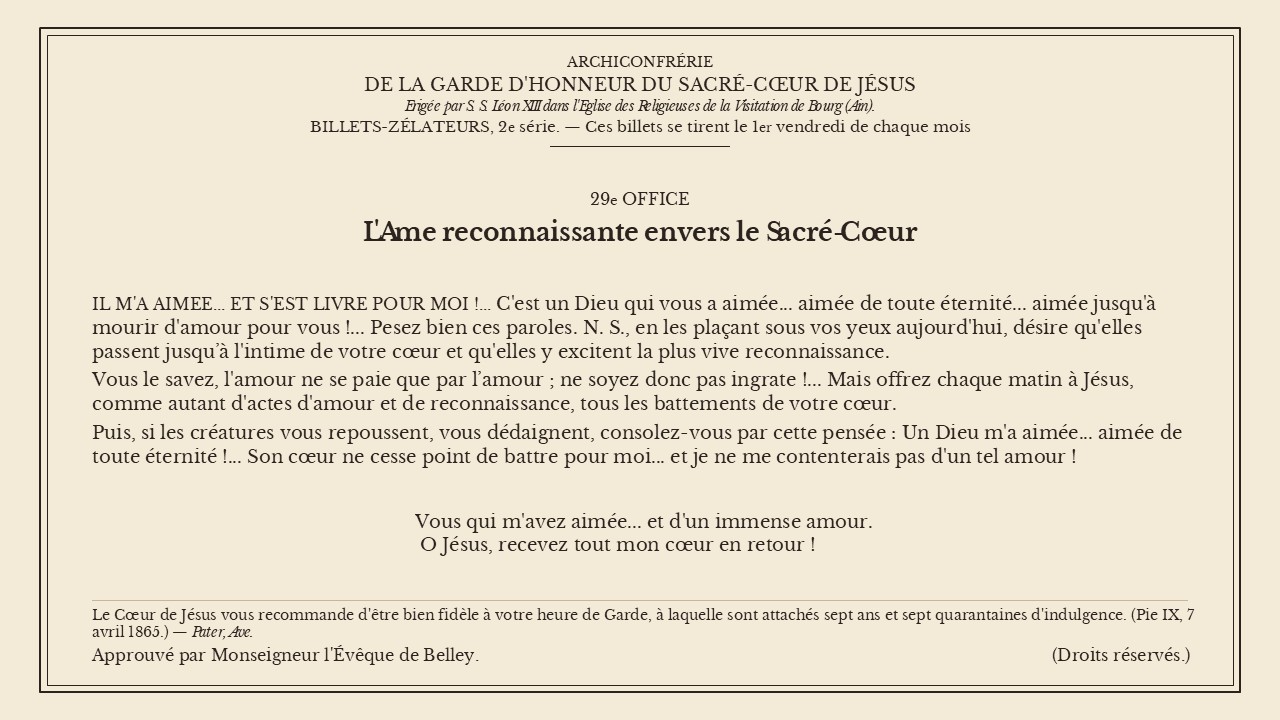 ARCHICONFRÉRIE
DE LA GARDE D'HONNEUR DU SACRÉ-CŒUR DE JÉSUS
Erigée par S. S. Léon XIII dans l'Eglise des Religieuses de la Visitation de Bourg (Ain).
BILLETS-ZÉLATEURS, 2e série. — Ces billets se tirent le 1er vendredi de chaque mois
29e OFFICE
L'Ame reconnaissante envers le Sacré-Cœur
IL M'A AIMEE... ET S'EST LIVRE POUR MOI !... C'est un Dieu qui vous a aimée... aimée de toute éternité... aimée jusqu'à
mourir d'amour pour vous !... Pesez bien ces paroles. N. S., en les plaçant sous vos yeux aujourd'hui, désire qu'elles
passent jusqu’à l'intime de votre cœur et qu'elles y excitent la plus vive reconnaissance.
Vous le savez, l'amour ne se paie que par l’amour ; ne soyez donc pas ingrate !... Mais offrez chaque matin à Jésus,
comme autant d'actes d'amour et de reconnaissance, tous les battements de votre cœur.
Puis, si les créatures vous repoussent, vous dédaignent, consolez-vous par cette pensée : Un Dieu m'a aimée... aimée de
toute éternité !... Son cœur ne cesse point de battre pour moi... et je ne me contenterais pas d'un tel amour !
Vous qui m'avez aimée... et d'un immense amour.
O Jésus, recevez tout mon cœur en retour !
Le Cœur de Jésus vous recommande d'être bien fidèle à votre heure de Garde, à laquelle sont attachés sept ans et sept quarantaines d'indulgence. (Pie IX, 7
avril 1865.) — Pater, Ave.
Approuvé par Monseigneur l'Évêque de Belley. (Droits réservés.)